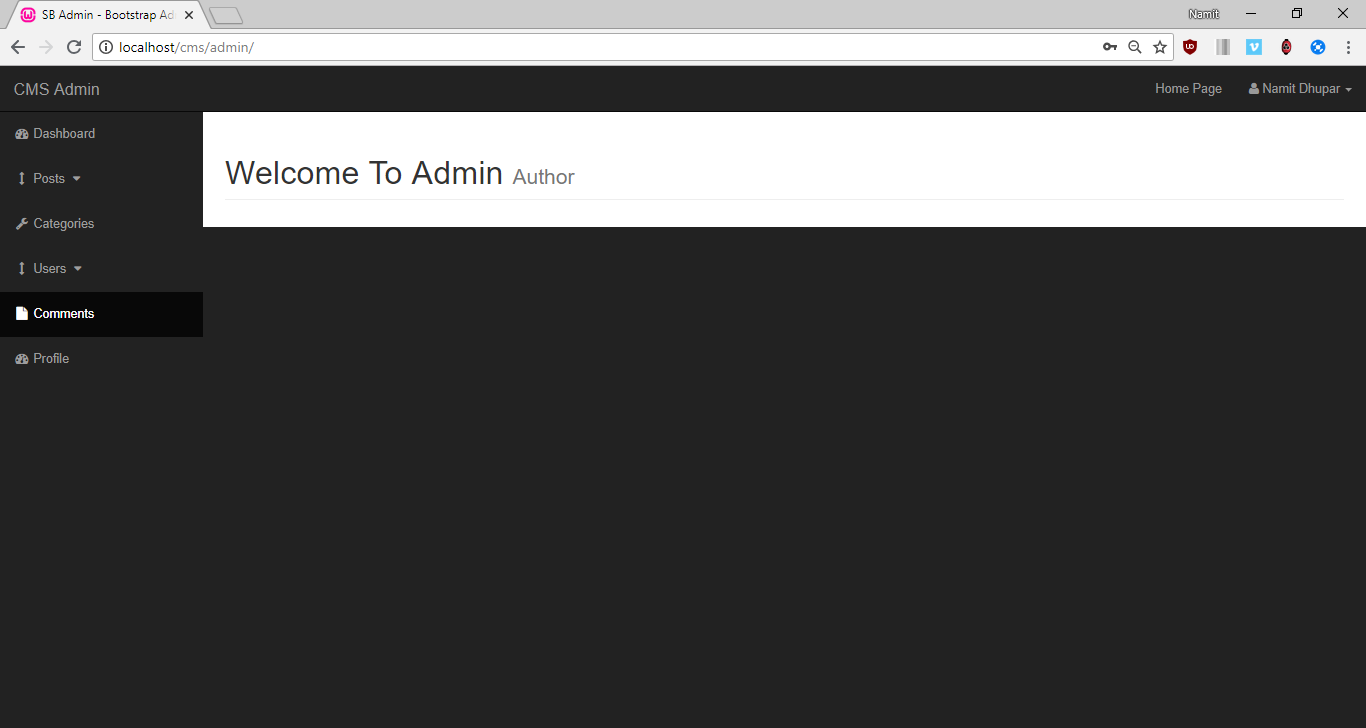 SB Admin - Bootstrap Ad
Namit
localhost/cms/admin/
CMS Admin
Home Page
Namit Dhupar
Dashboard
Posts
Categories
Users
Comments
Profile
Welcome To Admin Author